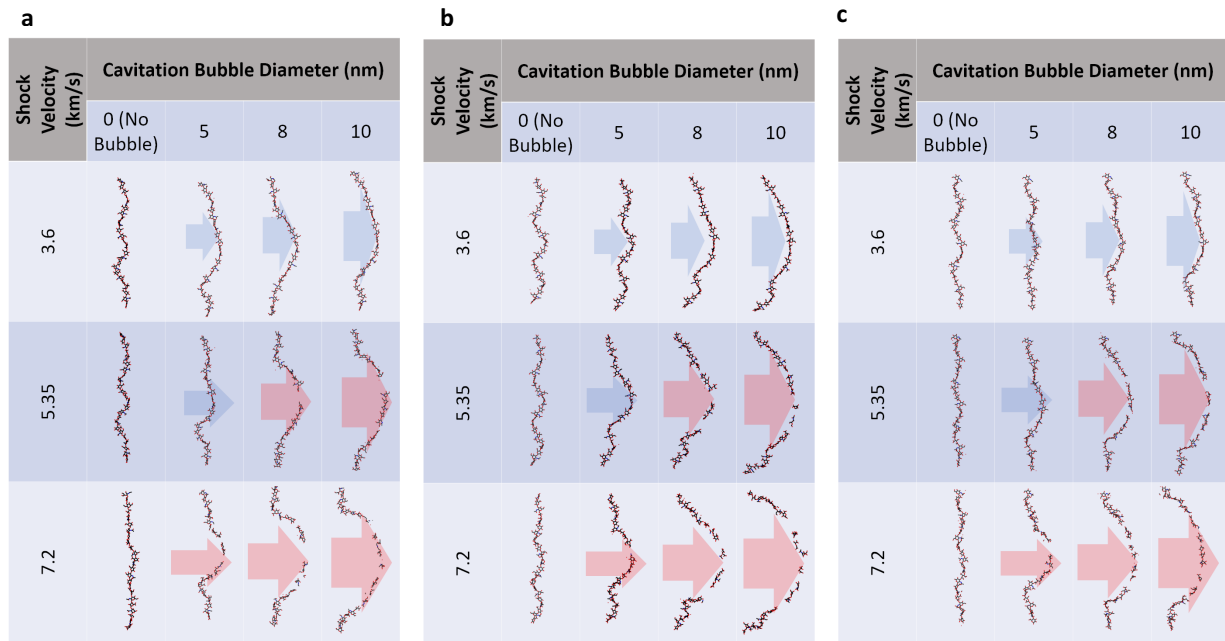 a
Shock
Velocity
(km/s)
Cavitation Bubble Diameter (nm)
0 (No
Bubble)
5
8
10
3.6
5.35
7.2
b
Shock
Velocity
(km/s)
Cavitation Bubble Diameter (nm)
0 (No
Bubble)
5
8
10
3.6
5.35
7.2
c
Shock
Velocity
(km/s)
Cavitation Bubble Diameter (nm)
0 (No
Bubble)
5
8
10
3.6
5.35
7.2